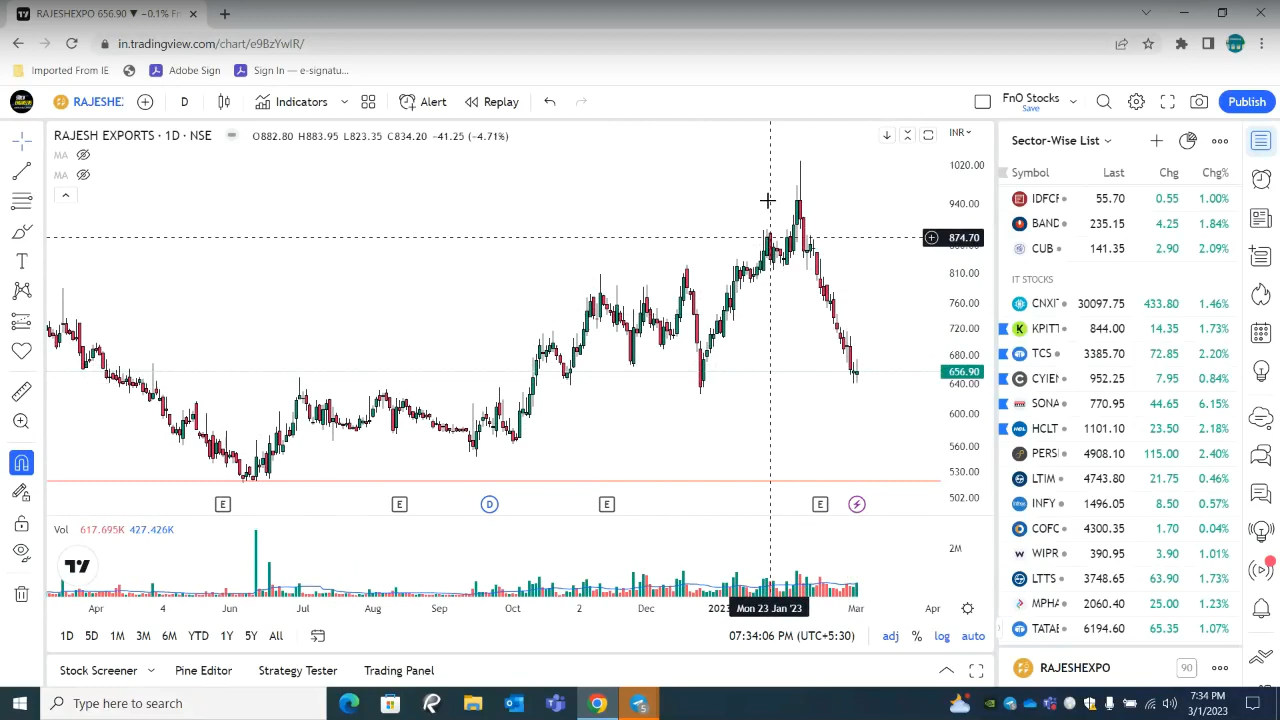 RAJESHEXPO 656.90 ▼ −0.1% Fn
in.tradingview.com/chart/e9BzYwIR/
Imported From IE
Adobe Sign
Sign In — e-signatu...
RAJESHE:
D
Indicators
Alert
Replay
FnO Stocks
Save
Publish
RAJESH EXPORTS · 1D · NSE
O882.80 H883.95 L823.35 C834.20 −41.25 (−4.71%)
INR
MA
MA
1020.00
940.00
874.70
810.00
760.00
720.00
680.00
656.90
640.00
600.00
560.00
530.00
502.00
E
E
D
E
E
Vol 617.695K 427.426K
2M
Apr
4
Jun
Jul
Aug
Sep
Oct
2
Dec
2023
Mon 23 Jan '23
Mar
Apr
1D 5D 1M 3M 6M YTD 1Y 5Y All
07:34:06 PM (UTC+5:30)
adj % log auto
Stock Screener
Pine Editor
Strategy Tester
Trading Panel
Sector-Wise List
Symbol Last Chg Chg%
IDFCF 55.70 0.55 1.00%
BAND 235.15 4.25 1.84%
CUB 141.35 2.90 2.09%
IT STOCKS
CNXIT 30097.75 433.80 1.46%
KPITT 844.00 14.35 1.73%
TCS 3385.70 72.85 2.20%
CYIEN 952.25 7.95 0.84%
SONA 770.95 44.65 6.15%
HCLT 1101.10 23.50 2.18%
PERSI 4908.10 115.00 2.40%
LTIM 4743.80 21.75 0.46%
INFY 1496.05 8.50 0.57%
COFC 4300.35 1.70 0.04%
WIPR 390.95 3.90 1.01%
LTTS 3748.65 63.90 1.73%
MPHA 2060.40 25.00 1.23%
TATAE 6194.60 65.35 1.07%
RAJESHEXPO
90
Type here to search
7:34 PM
3/1/2023